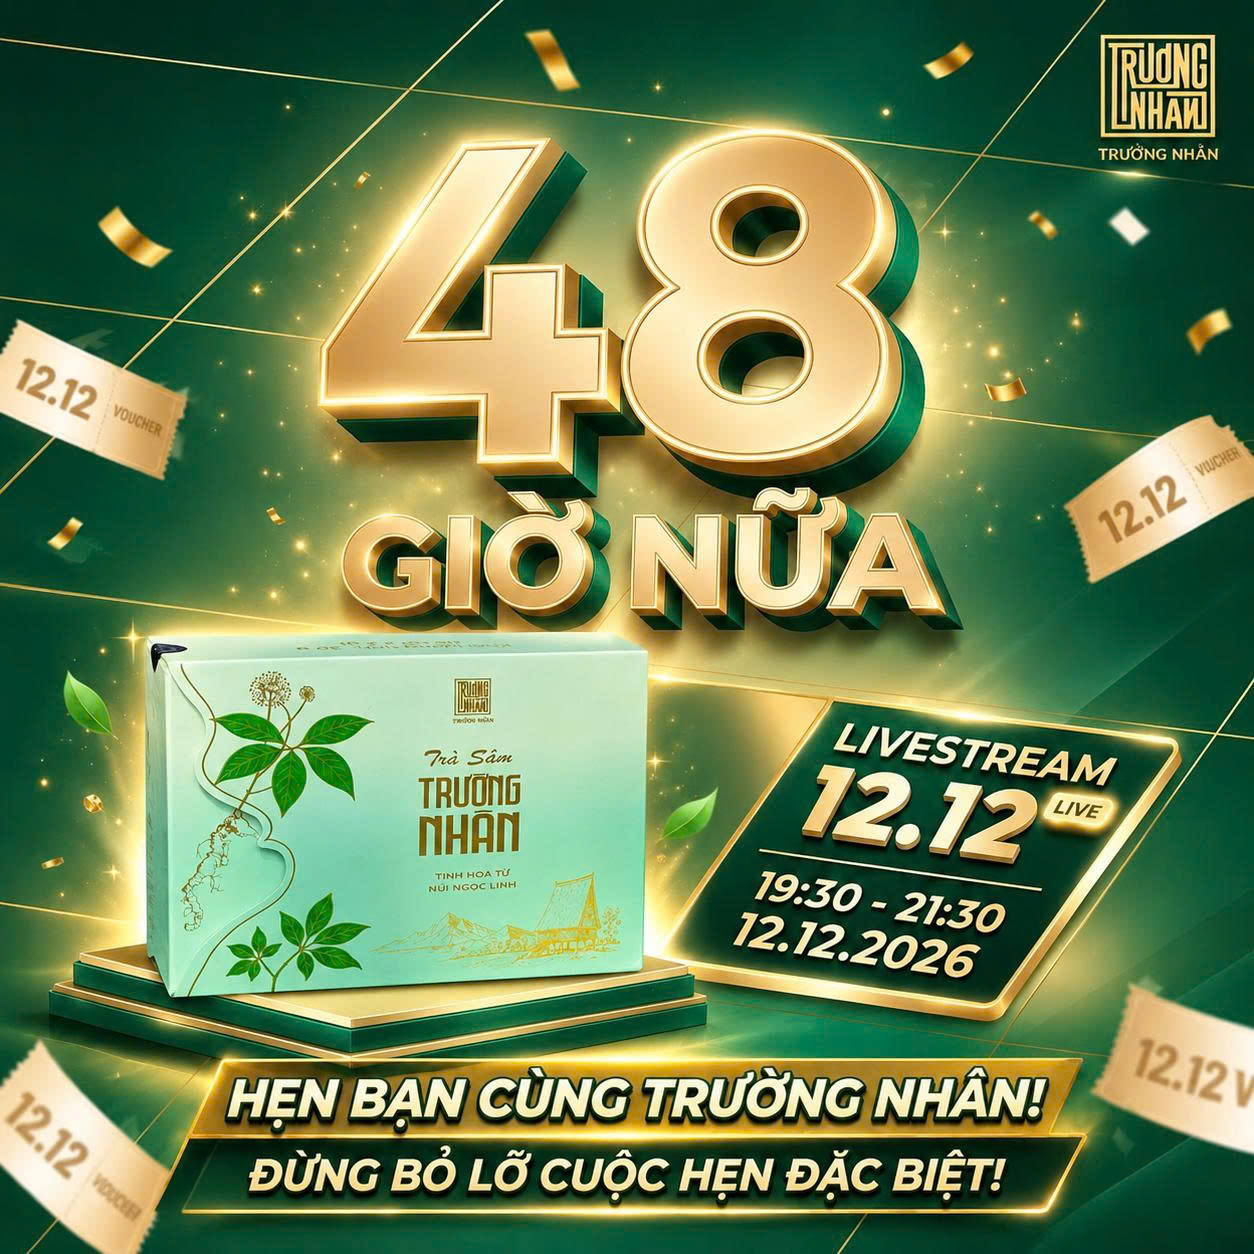 TRƯỜNG
NHÂN
TRƯỞNG NHÂN
48
GIỜ NỮA
12.12 VOUCHER
12.12
TRƯỜNG
NHÂN
Trà Sâm
TRƯỜNG
NHÂN
TINH HOA TỪ
NÚI NGỌC LINH
LIVESTREAM
12.12 LIVE
19:30 - 21:30
12.12.2026
HẸN BẠN CÙNG TRƯỜNG NHÂN!
ĐỪNG BỎ LỠ CUỘC HẸN ĐẶC BIỆT!
12.12 VOUCHER
12.12 V